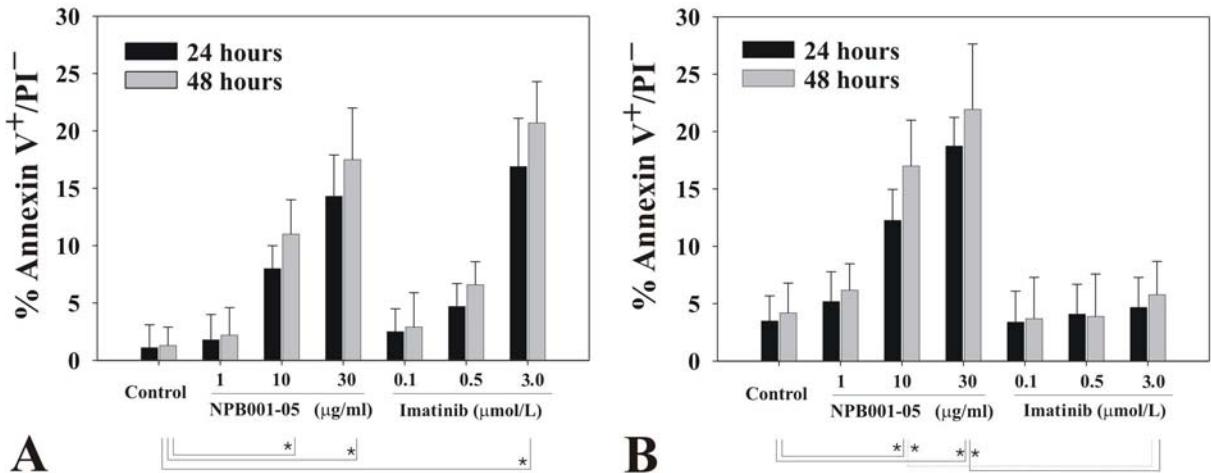 30
25
20
15
10
5
0
% Annexin V+/PI−
24 hours
48 hours
Control
1 10 30
0.1 0.5 3.0
NPB001-05 (μg/ml)
Imatinib (μmol/L)
* * *
A
30
25
20
15
10
5
0
% Annexin V+/PI−
24 hours
48 hours
Control
1 10 30
0.1 0.5 3.0
NPB001-05 (μg/ml)
Imatinib (μmol/L)
* * * *
B